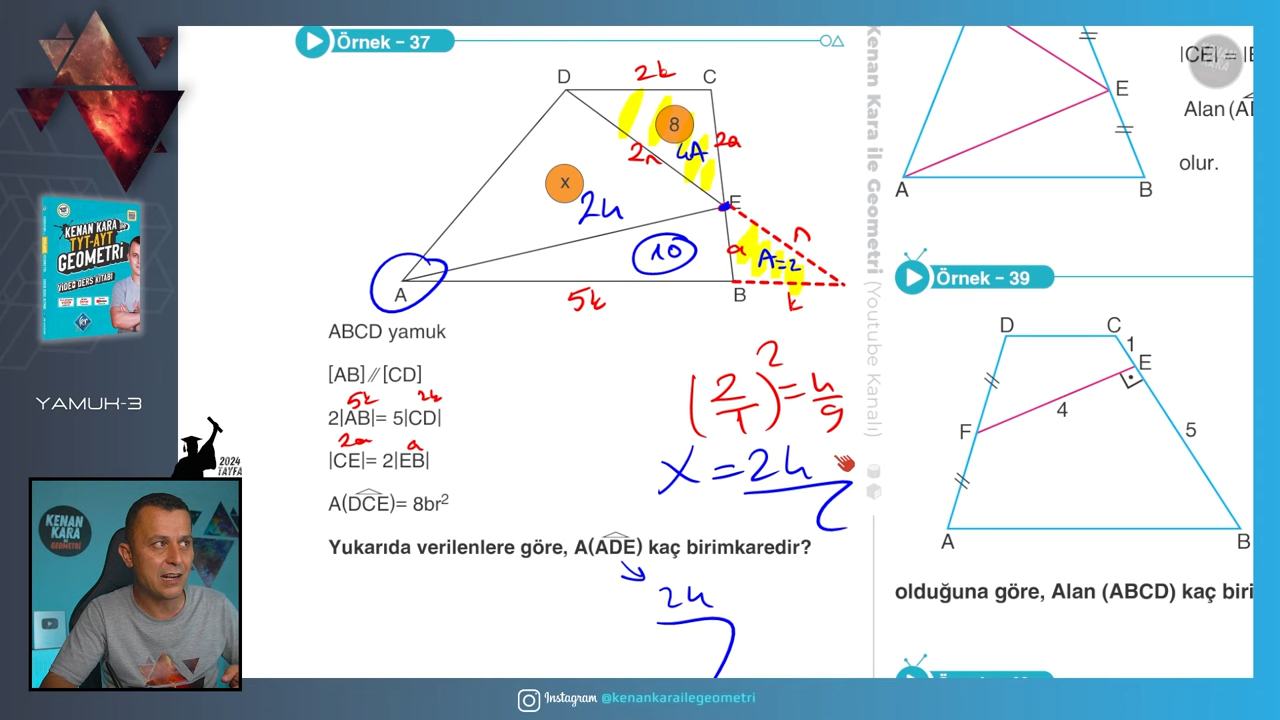 Örnek – 37
D
2k
C
8
2a
2n
4A
x
24
E
n
10
a
A=2
A
5k
B
k
ABCD yamuk
[AB] // [CD]
5k 2k
2|AB|= 5|CD|
2a a
|CE|= 2|EB|
A(DCE)= 8br²
Yukarıda verilenlere göre, A(ADE) kaç birimkaredir?
24
(2/1)² = 4/9
x = 24
Kenan Kara ile Geometri (Youtube Kanalı)
E
A
B
|CE| = |E
Alan (A
olur.
Örnek – 39
D
C
1
E
4
F
5
A
B
olduğuna göre, Alan (ABCD) kaç biri
KENAN KARA
TYT-AYT
GEOMETRİ
VİDEO DERS KİTABI
YAMUK-3
2024
TAYFA
KENAN
KARA
GEOMETRİ
Instagram @kenankarailegeometri